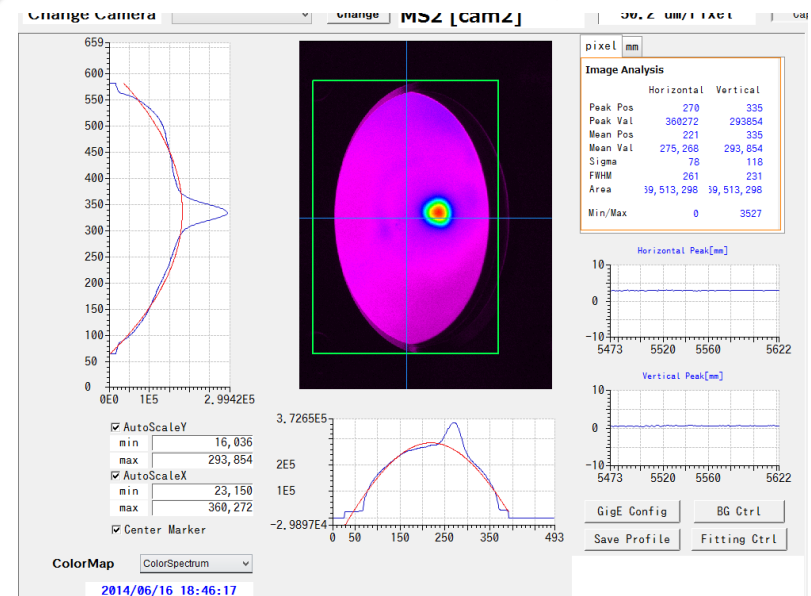 Change Camera Change MS2 [cam2] 50.2 um/Pixel
pixel mm
Image Analysis
Horizontal Vertical
Peak Pos 270 335
Peak Val 360272 293854
Mean Pos 221 335
Mean Val 275,268 293,854
Sigma 78 118
FWHM 261 231
Area 59,513,298 59,513,298
Min/Max 0 3527
659
600
550
500
450
400
350
300
250
200
150
100
50
0
0E0 1E5 2.9942E5
Horizontal Peak[mm]
10
0
-10
5473 5520 5560 5622
Vertical Peak[mm]
10
0
-10
5473 5520 5560 5622
AutoScaleY
min 16,036
max 293,854
AutoScaleX
min 23,150
max 360,272
Center Marker
3.7265E5
2E5
1E5
-2.9897E4
0 50 150 250 350 493
GigE Config BG Ctrl
Save Profile Fitting Ctrl
ColorMap ColorSpectrum
2014/06/16 18:46:17